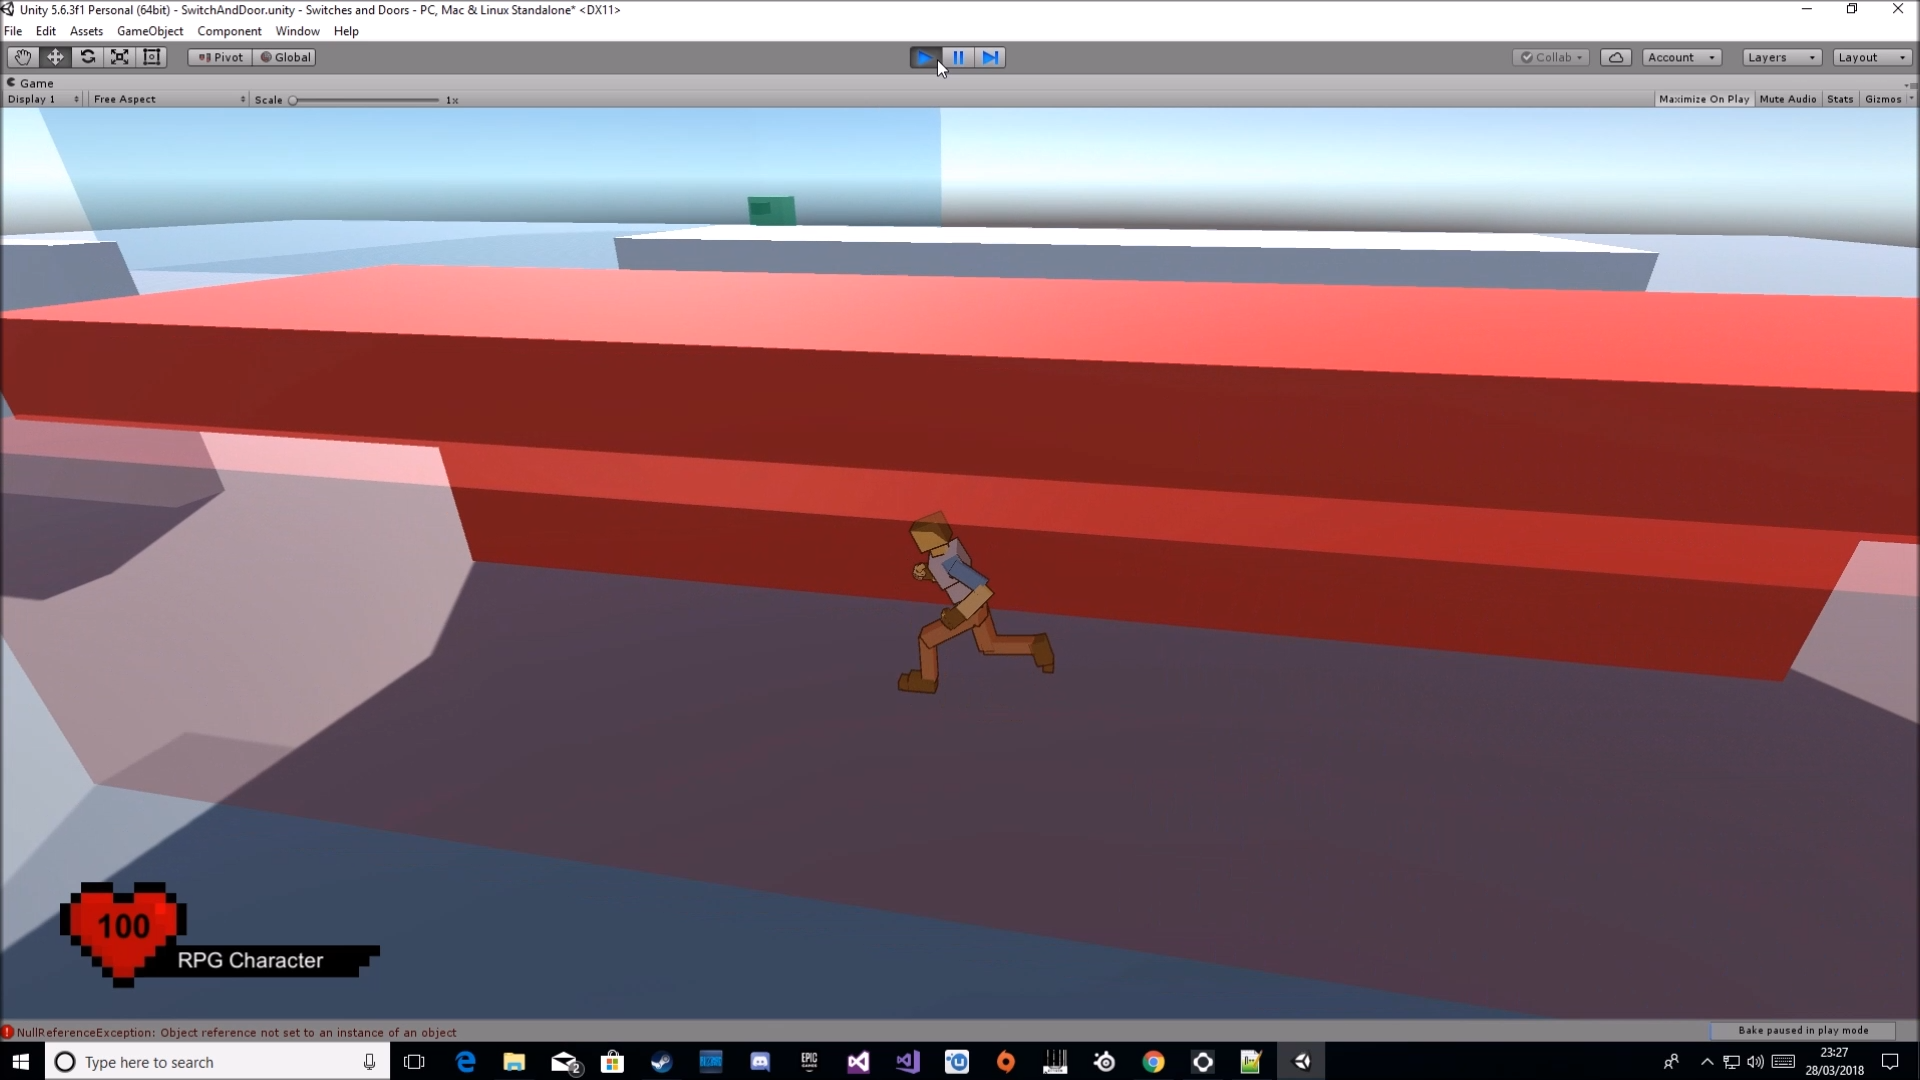 Unity 5.6.3f1 Personal (64bit) - SwitchAndDoor.unity - Switches and Doors - PC, Mac & Linux Standalone* <DX11>
File Edit Assets GameObject Component Window Help
Pivot Global Collab Account Layers Layout
Game
Display 1 Free Aspect Scale 1x Maximize On Play Mute Audio Stats Gizmos
100
RPG Character
NullReferenceException: Object reference not set to an instance of an object
Bake paused in play mode
Type here to search
2
EPIC
GAMES
23:27
28/03/2018